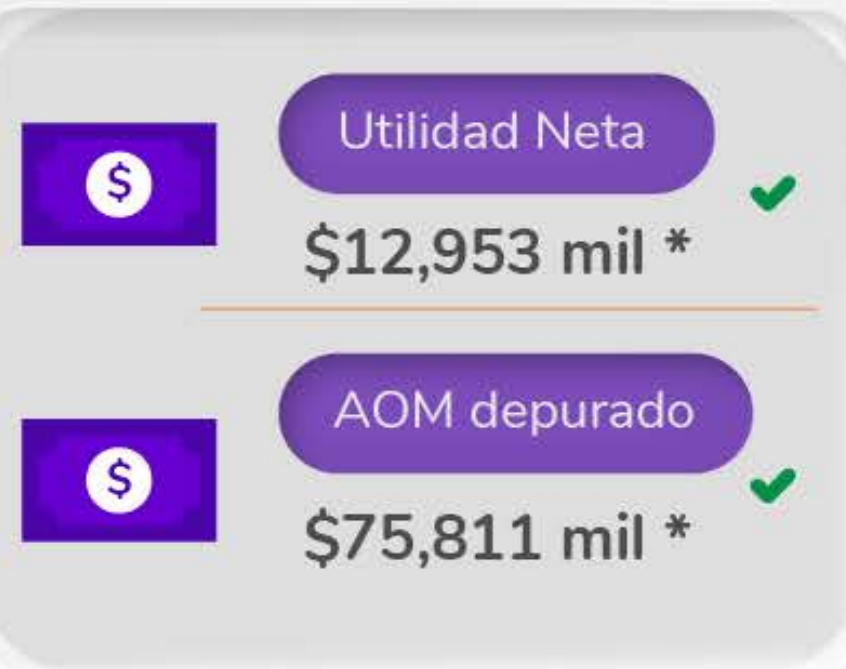 Utilidad Neta
$
$12,953 mil *
AOM depurado
$
$75,811 mil *